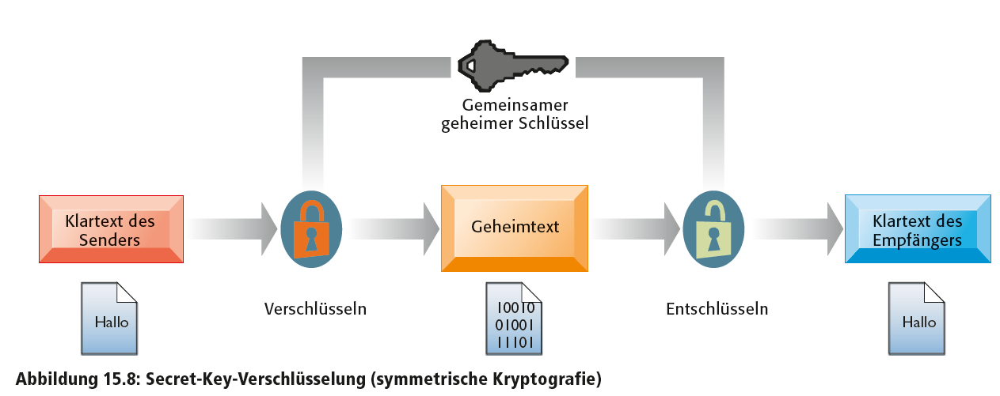 Gemeinsamer
geheimer Schlüssel
Klartext des
Senders
Geheimtext
Klartext des
Empfängers
Verschlüsseln
Entschlüsseln
Hallo
10010
01001
11101
Hallo
Abbildung 15.8: Secret-Key-Verschlüsselung (symmetrische Kryptografie)